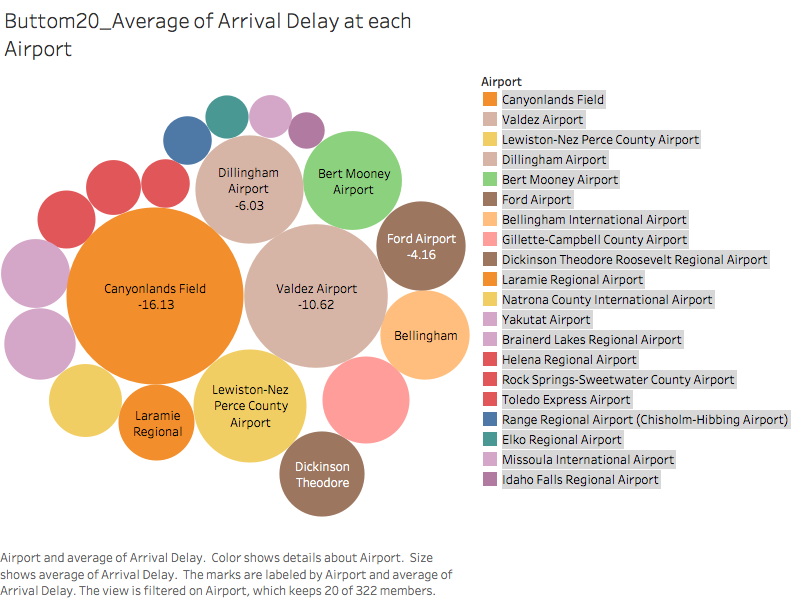 Buttom20_Average of Arrival Delay at each
Airport
Dillingham
Airport
-6.03
Bert Mooney
Airport
Ford Airport
-4.16
Canyonlands Field
-16.13
Valdez Airport
-10.62
Bellingham
Lewiston-Nez
Perce County
Airport
Laramie
Regional
Dickinson
Theodore
Airport
Canyonlands Field
Valdez Airport
Lewiston-Nez Perce County Airport
Dillingham Airport
Bert Mooney Airport
Ford Airport
Bellingham International Airport
Gillette-Campbell County Airport
Dickinson Theodore Roosevelt Regional Airport
Laramie Regional Airport
Natrona County International Airport
Yakutat Airport
Brainerd Lakes Regional Airport
Helena Regional Airport
Rock Springs-Sweetwater County Airport
Toledo Express Airport
Range Regional Airport (Chisholm-Hibbing Airport)
Elko Regional Airport
Missoula International Airport
Idaho Falls Regional Airport
Airport and average of Arrival Delay.  Color shows details about Airport.  Size
shows average of Arrival Delay.  The marks are labeled by Airport and average of
Arrival Delay. The view is filtered on Airport, which keeps 20 of 322 members.